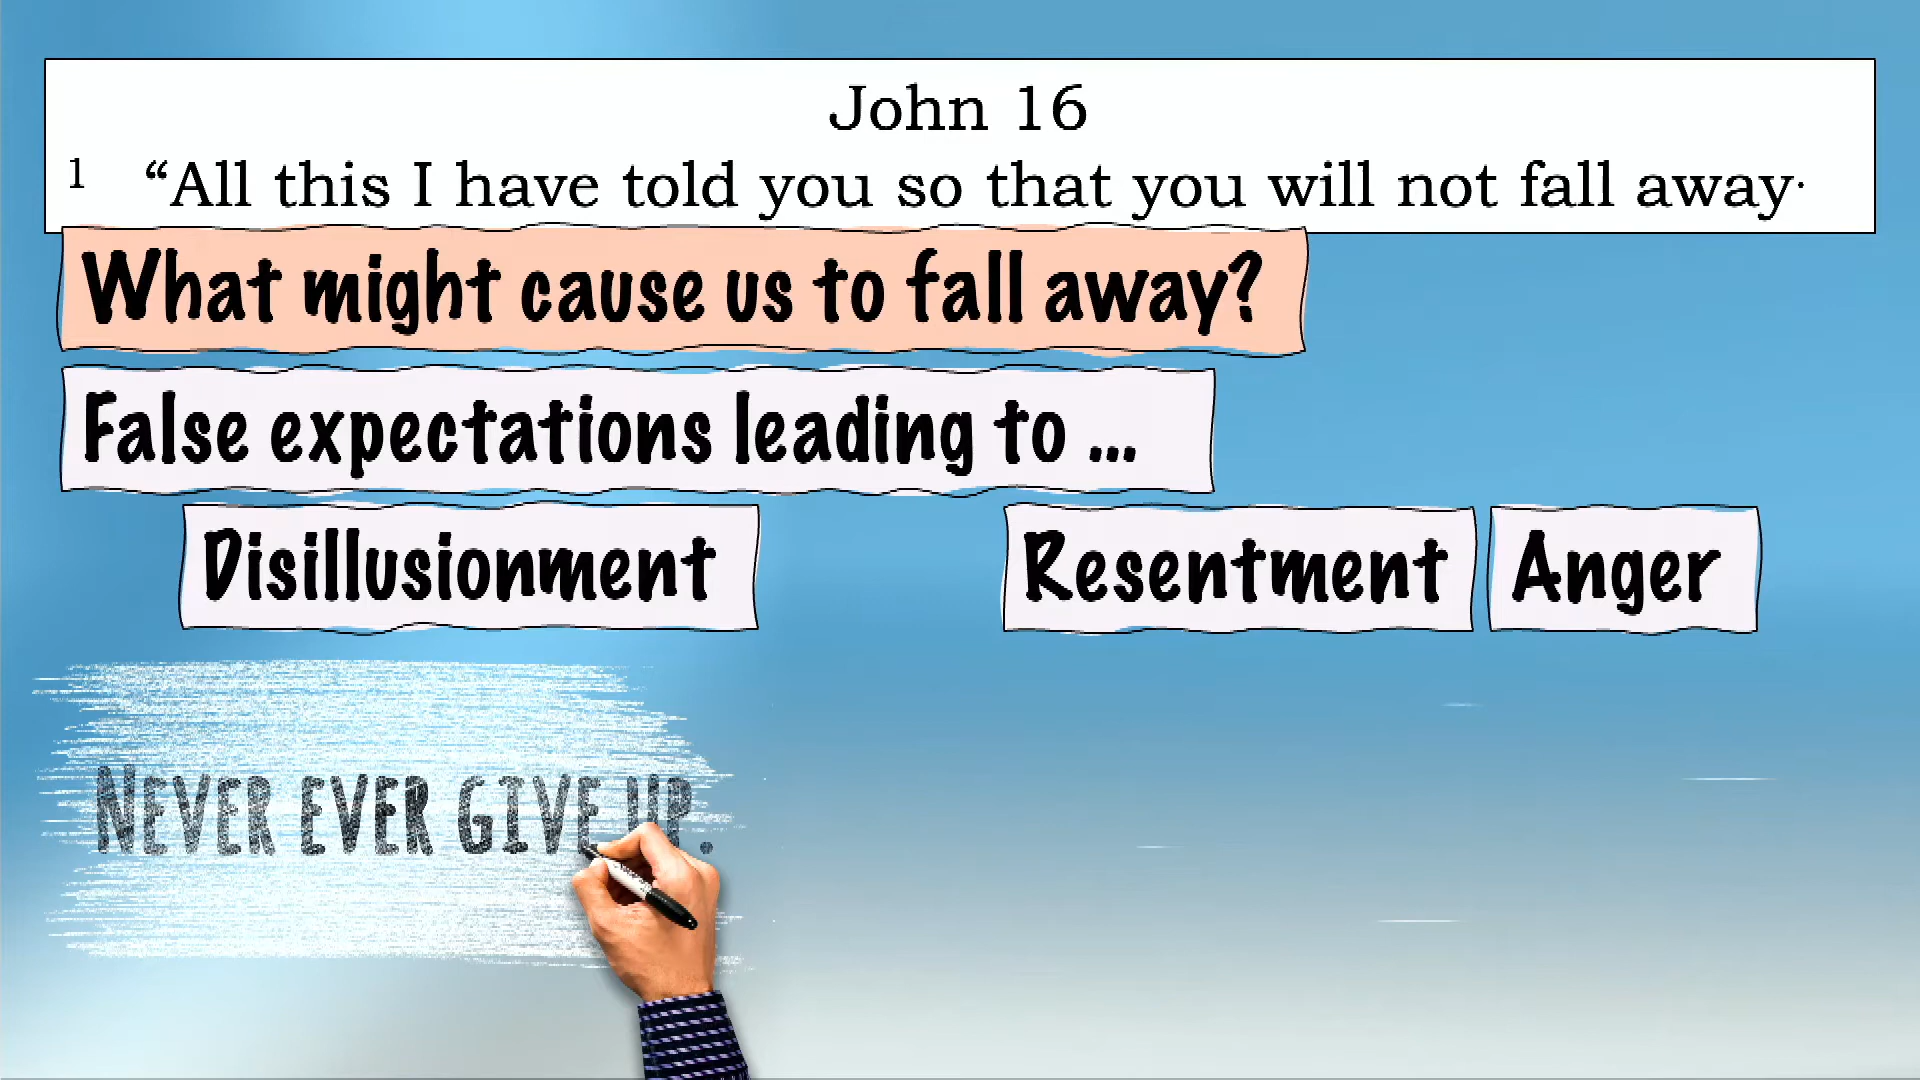 John 16
1 “All this I have told you so that you will not fall away.
What might cause us to fall away?
False expectations leading to ...
Disillusionment Resentment Anger
NEVER EVER GIVE UP.